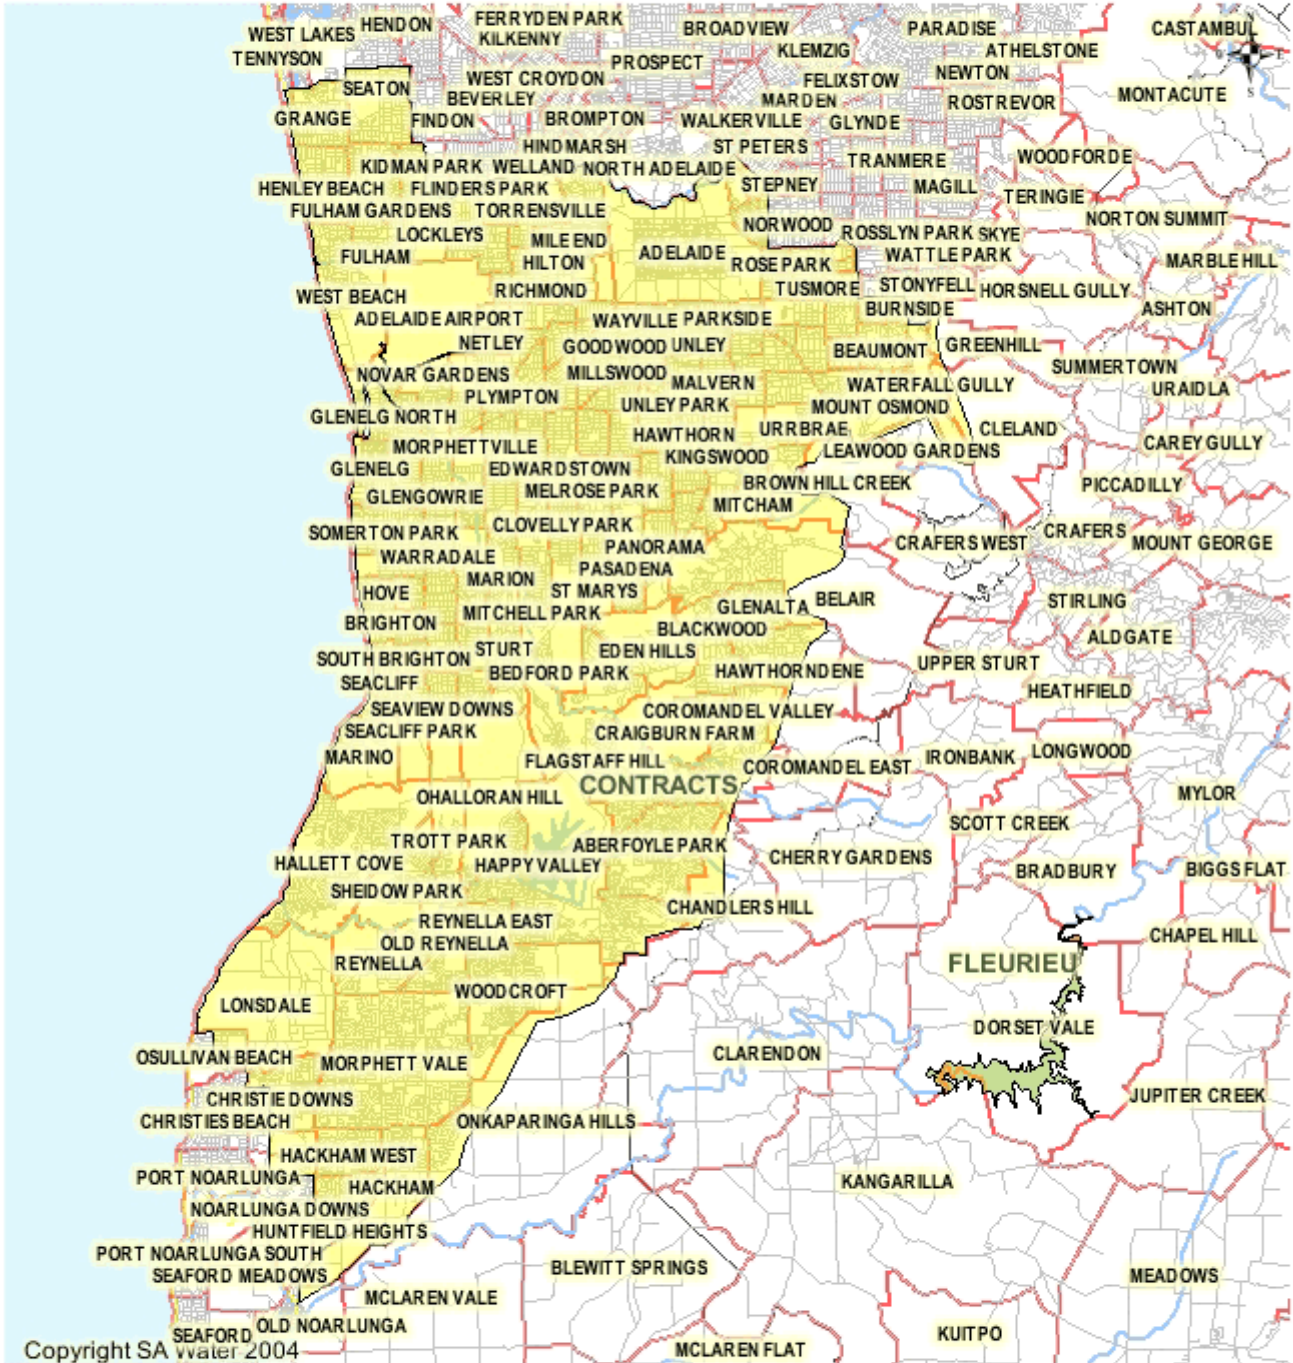 HENDON
FERRYDEN PARK
BROADVIEW
PARADISE
CASTAMBUL
WEST LAKES
KILKENNY
KLEMZIG
ATHELSTONE
TENNYSON
PROSPECT
NEWTON
SEATON
WEST CROYDON
FELIXSTOW
MONTACUTE
BEVERLEY
MARDEN
ROSTREVOR
GRANGE
FINDON
BROMPTON
WALKERVILLE
GLYNDE
HINDMARSH
ST PETERS
TRANMERE
WOODFORDE
KIDMAN PARK
WELLAND
NORTH ADELAIDE
HENLEY BEACH
FLINDERS PARK
STEPNEY
MAGILL
TERINGIE
FULHAM GARDENS
TORRENSVILLE
NORWOOD
NORTON SUMMIT
LOCKLEYS
MILE END
ROSSLYN PARK
SKYE
FULHAM
HILTON
ADELAIDE
ROSE PARK
WATTLE PARK
MARBLE HILL
WEST BEACH
RICHMOND
TUSMORE
STONYFELL
HORSNELL GULLY
ADELAIDE AIRPORT
WAYVILLE
PARKSIDE
BURNSIDE
ASHTON
NETLEY
GOODWOOD
UNLEY
BEAUMONT
GREENHILL
NOVAR GARDENS
MILLSWOOD
MALVERN
WATERFALL GULLY
SUMMERTOWN
URAIDLA
PLYMPTON
UNLEY PARK
MOUNT OSMOND
GLENELG NORTH
HAWTHORN
URRBRAE
CLELAND
MORPHETTVILLE
KINGSWOOD
LEAWOOD GARDENS
CAREY GULLY
GLENELG
EDWARDSTOWN
BROWN HILL CREEK
PICCADILLY
GLENGOWRIE
MELROSE PARK
MITCHAM
SOMERTON PARK
CLOVELLY PARK
CRAFERS WEST
CRAFERS
MOUNT GEORGE
WARRADALE
PANORAMA
MARION
PASADENA
HOVE
ST MARYS
GLENALTA
BELAIR
STIRLING
BRIGHTON
MITCHELL PARK
BLACKWOOD
ALDGATE
SOUTH BRIGHTON
STURT
EDEN HILLS
UPPER STURT
SEACLIFF
BEDFORD PARK
HAWTHORNDENE
HEATHFIELD
SEAVIEW DOWNS
COROMANDEL VALLEY
SEACLIFF PARK
CRAIGBURN FARM
MARINO
FLAGSTAFF HILL
COROMANDEL EAST
IRONBANK
LONGWOOD
CONTRACTS
OHALLORAN HILL
MYLOR
TROTT PARK
ABERFOYLE PARK
SCOTT CREEK
HALLETT COVE
HAPPY VALLEY
CHERRY GARDENS
BRADBURY
BIGGS FLAT
SHEIDOW PARK
CHANDLERS HILL
REYNELLA EAST
OLD REYNELLA
CHAPEL HILL
REYNELLA
FLEURIEU
LONSDALE
WOODCROFT
DORSET VALE
OSULLIVAN BEACH
MORPHETT VALE
CLARENDON
CHRISTIE DOWNS
JUPITER CREEK
CHRISTIES BEACH
ONKAPARINGA HILLS
HACKHAM WEST
PORT NOARLUNGA
HACKHAM
KANGARILLA
NOARLUNGA DOWNS
HUNTFIELD HEIGHTS
PORT NOARLUNGA SOUTH
SEAFORD MEADOWS
BLEWITT SPRINGS
MEADOWS
MCLAREN VALE
OLD NOARLUNGA
SEAFORD
KUITPO
MCLAREN FLAT
Copyright SA Water 2004